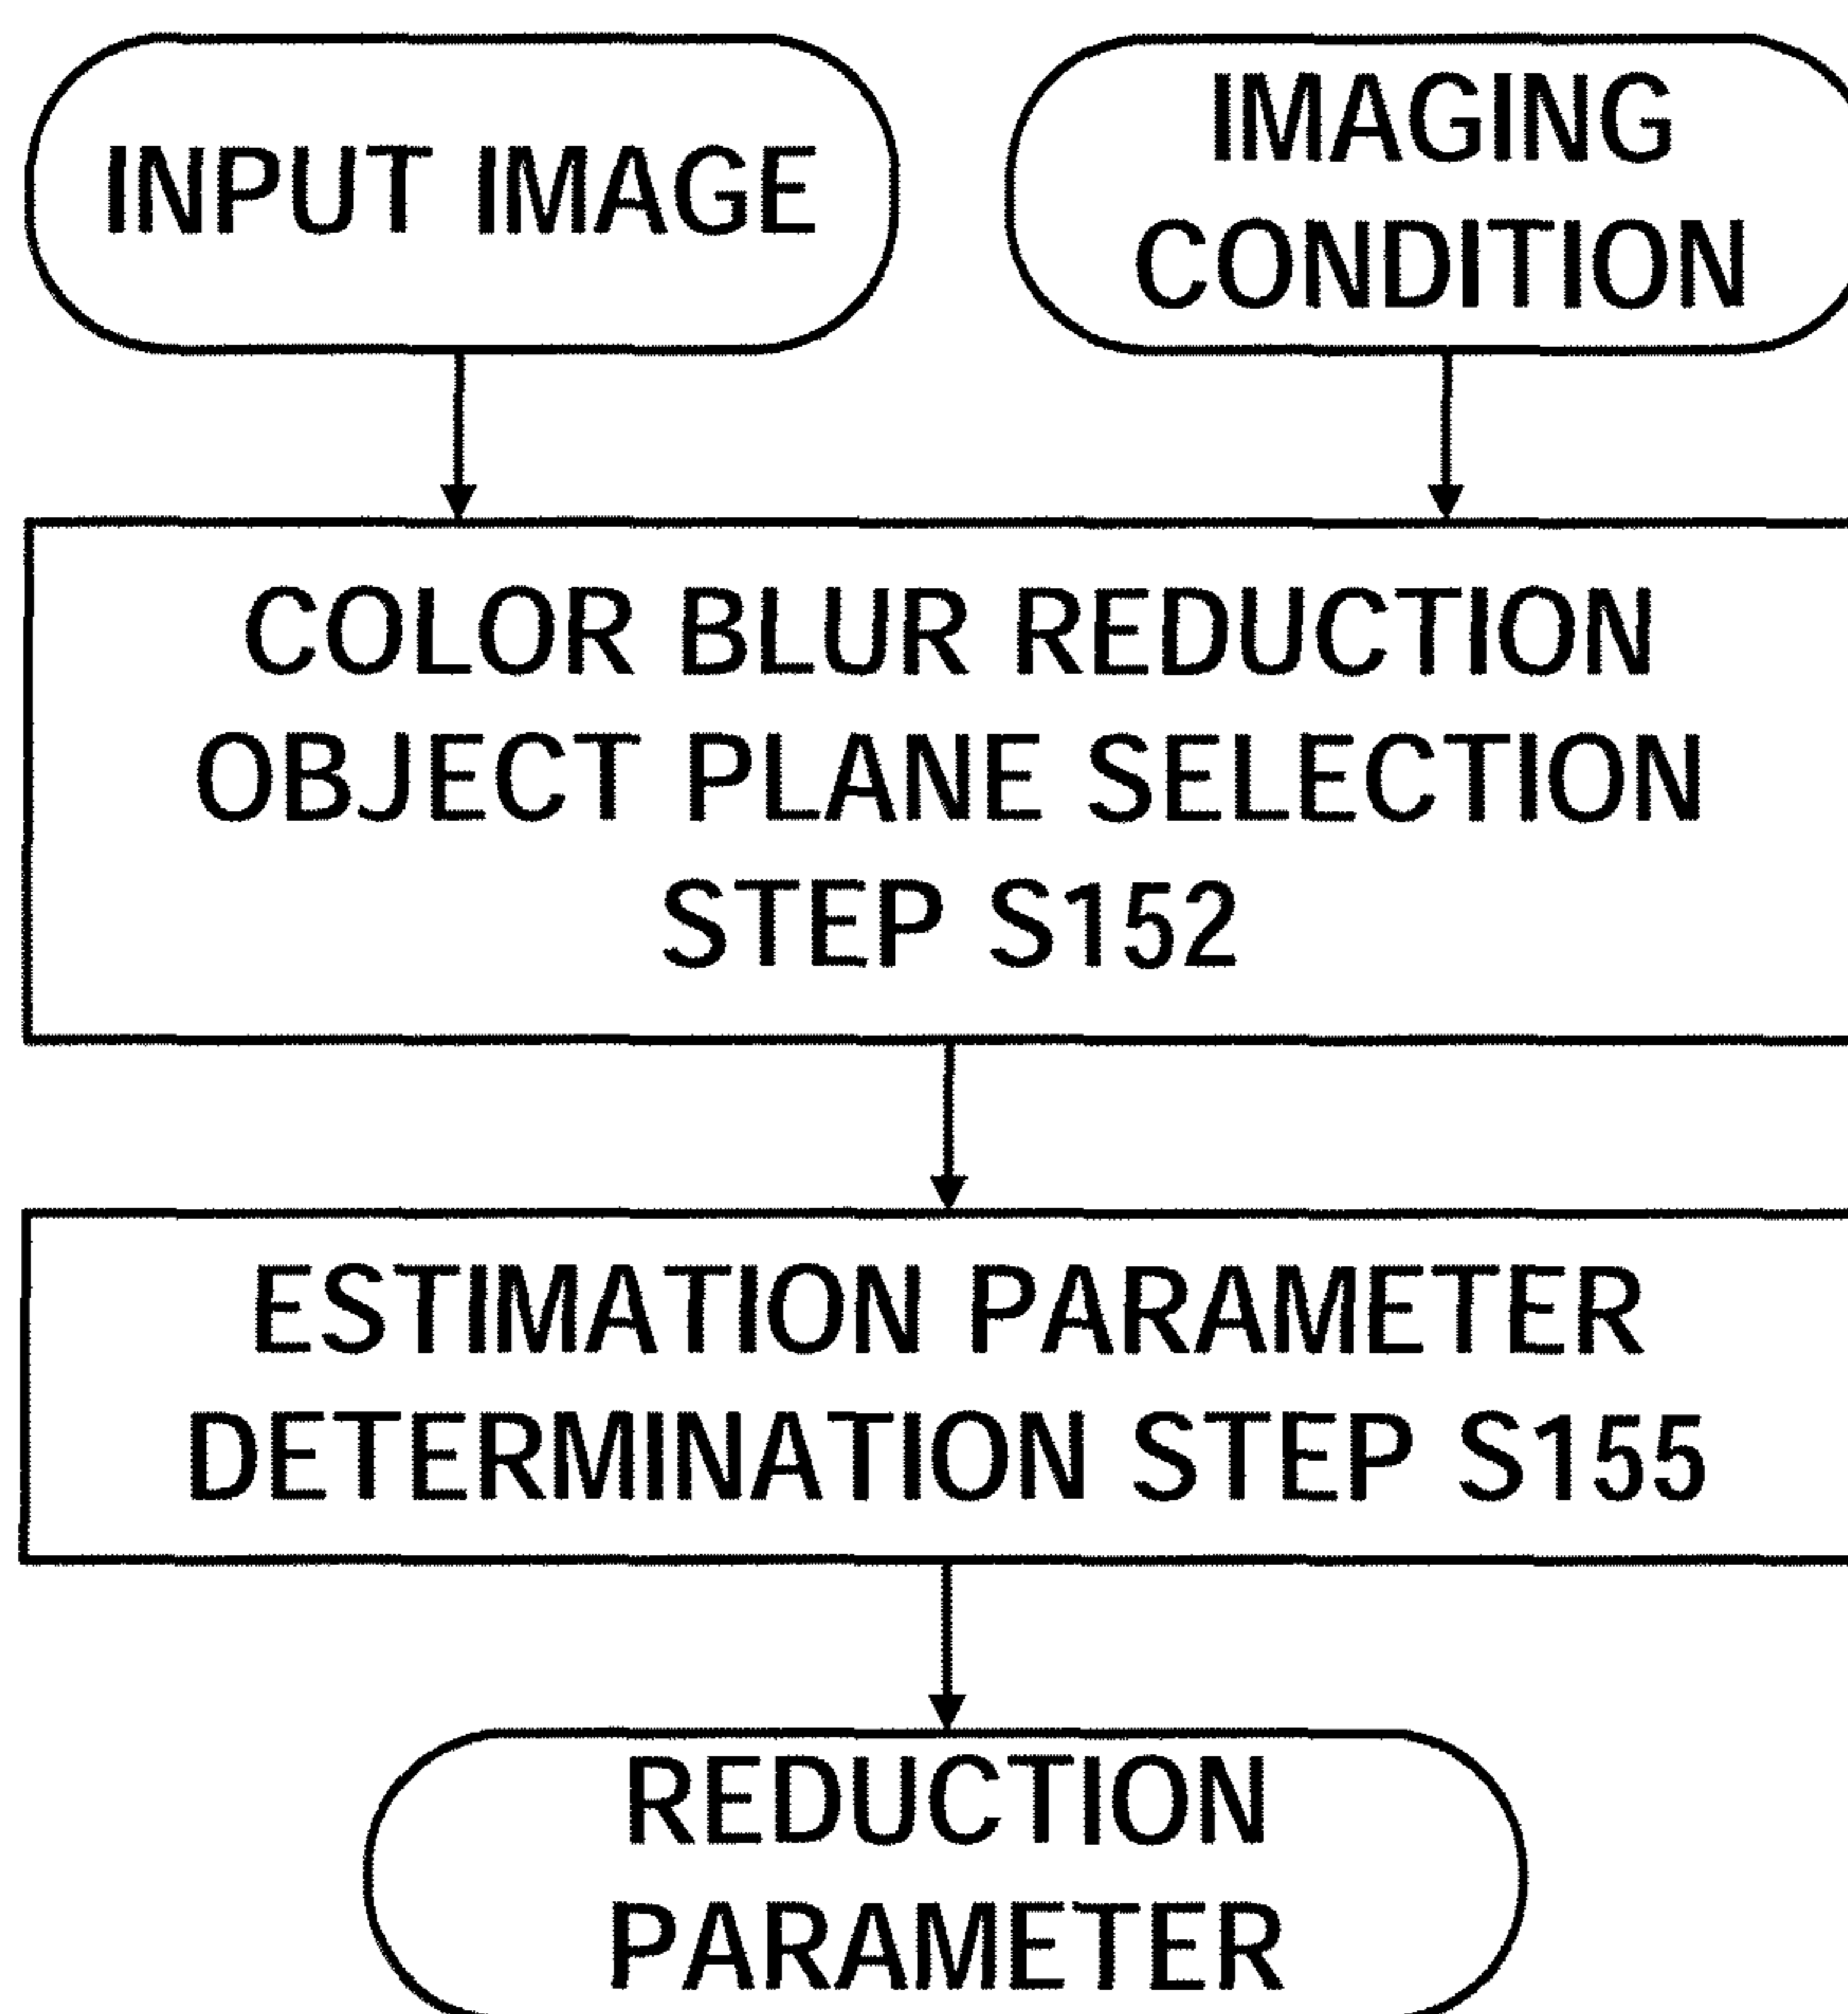 INPUT IMAGE
IMAGING
CONDITION
COLOR BLUR REDUCTION
OBJECT PLANE SELECTION
STEP S152
ESTIMATION PARAMETER
DETERMINATION STEP S155
REDUCTION
PARAMETER